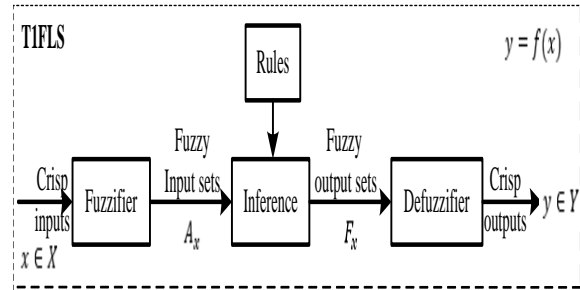 T1FLS
y = f(x)
Rules
Fuzzy
Input sets
Fuzzy
output sets
Crisp
inputs
Fuzzifier
Inference
Defuzzifier
Crisp
outputs
x ∈ X
A_x
F_x
y ∈ Y